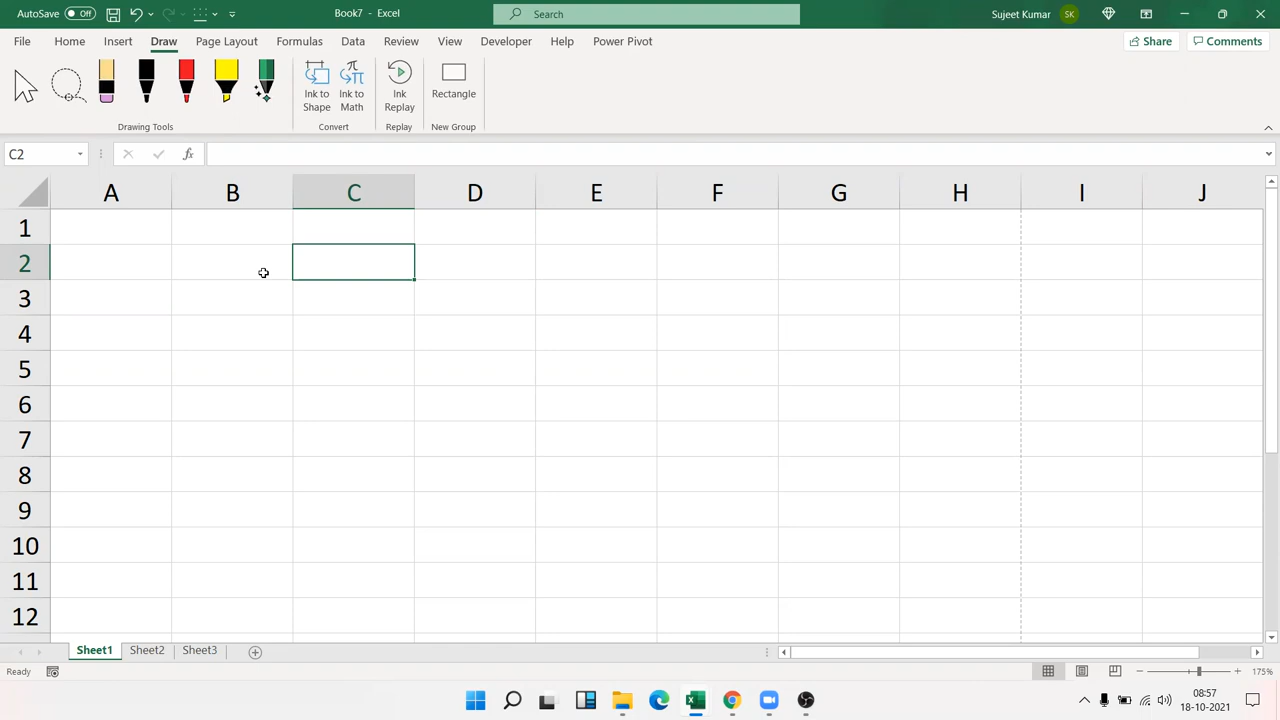 AutoSave Off Book7 - Excel Search Sujeet Kumar SK
File Home Insert Draw Page Layout Formulas Data Review View Developer Help Power Pivot Share Comments
Ink to Shape Ink to Math Ink Replay Rectangle
Drawing Tools Convert Replay New Group
C2 fx
A B C D E F G H I J
1
2
3
4
5
6
7
8
9
10
11
12
Sheet1 Sheet2 Sheet3
Ready 175%
08:57
18-10-2021